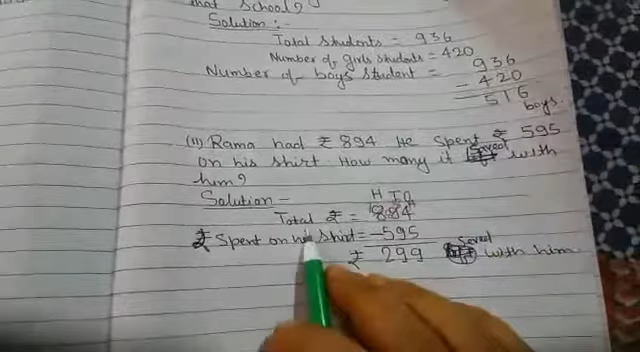 that School?
Solution :-
Total Students = 936
Number of girls students = 420
Number of boys student = 936
- 420
516
boys.
(ii) Rama had ₹ 894 He spent ₹ 595
on his shirt How many it saved with
him?
Solution -
H T O
Total ₹ = 894
₹ Spent on his shirt = -595
₹ 299 Saved with him